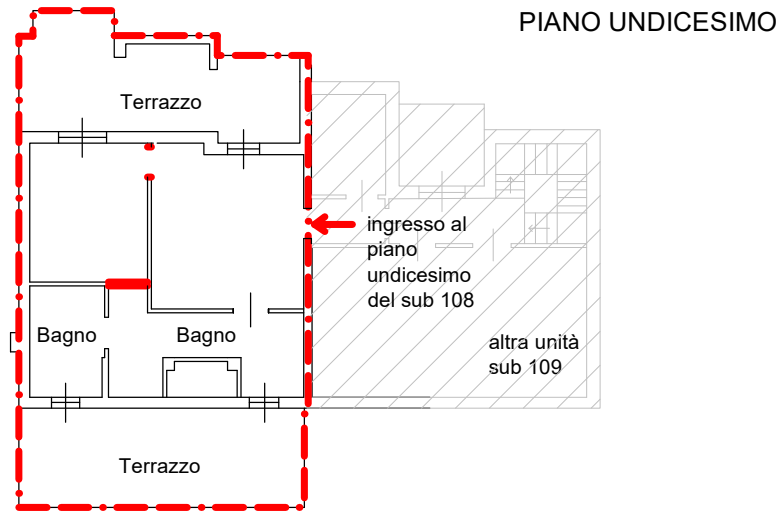 PIANO UNDICESIMO
Terrazzo
ingresso al
piano
undicesimo
del sub 108
Bagno
Bagno
altra unità
sub 109
Terrazzo